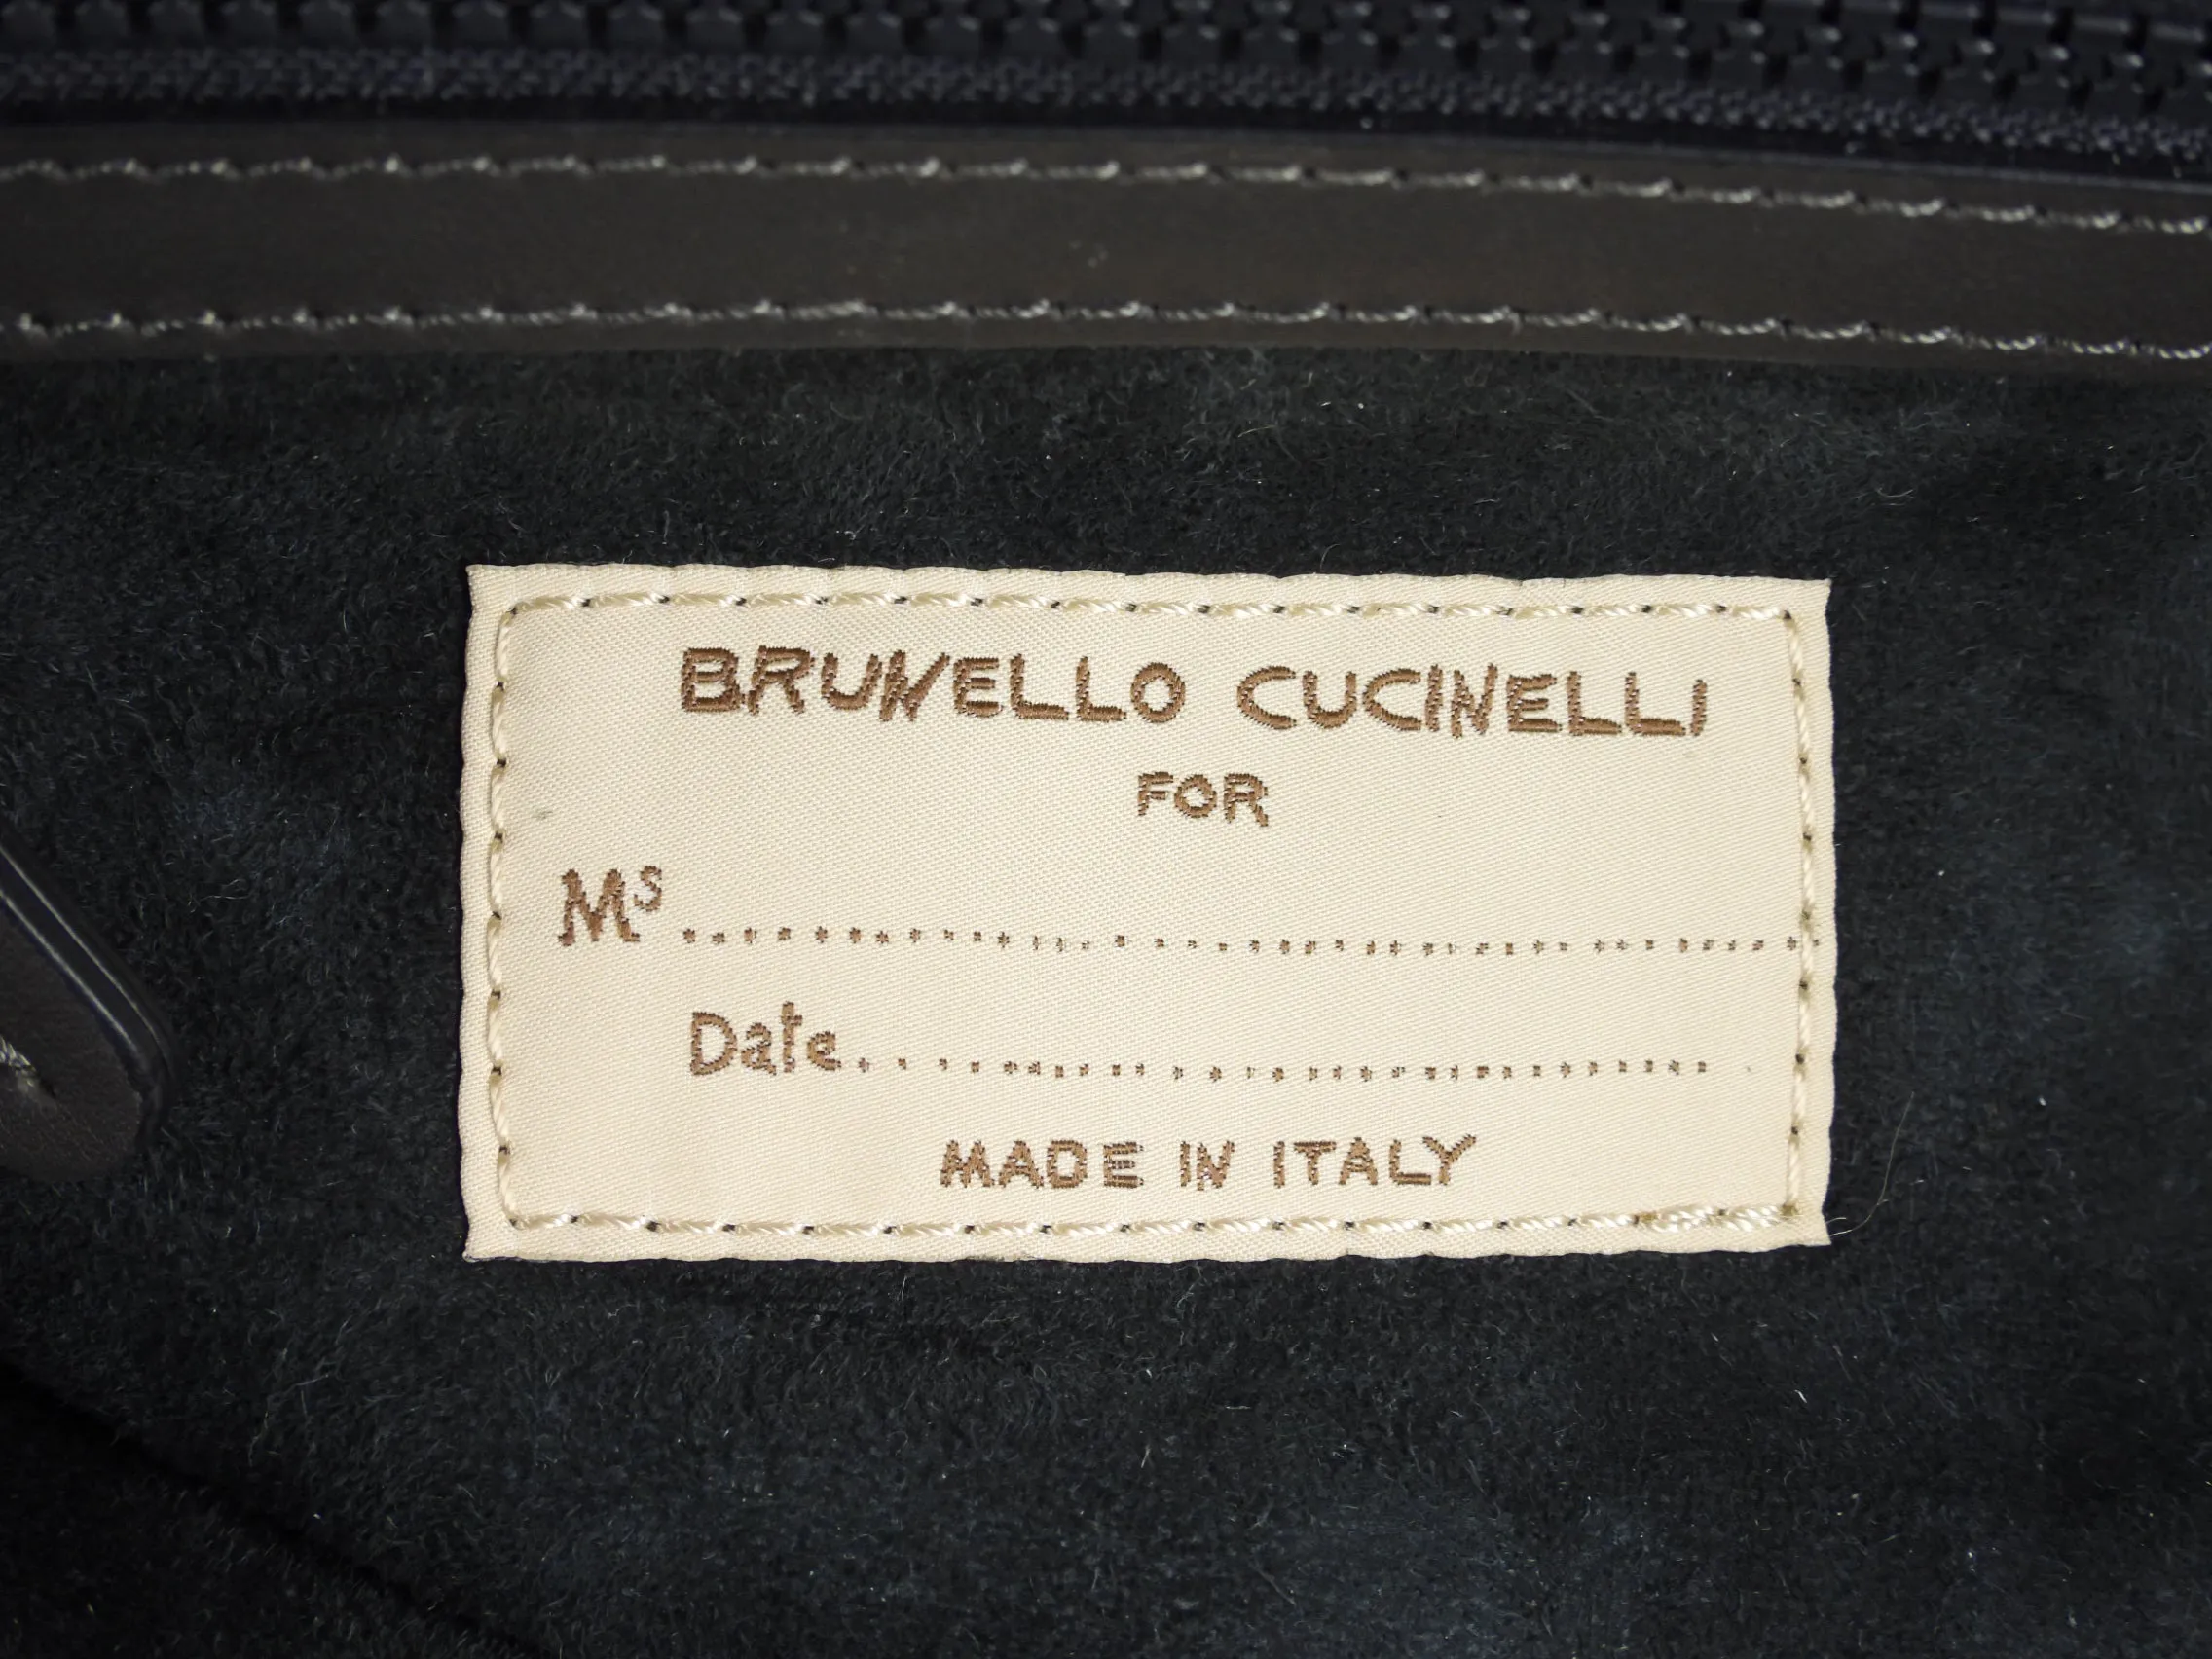 BRUNELLO CUCINELLI
FOR
Ms........................................
Date..............................
MADE IN ITALY